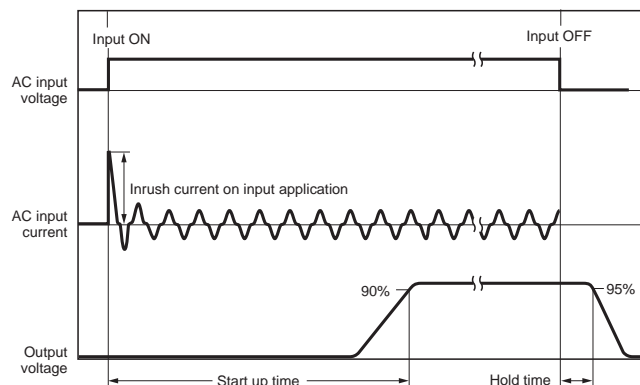 Input ON
Input OFF
AC input
voltage
Inrush current on input application
AC input
current
90%
95%
Output
voltage
Start up time
Hold time